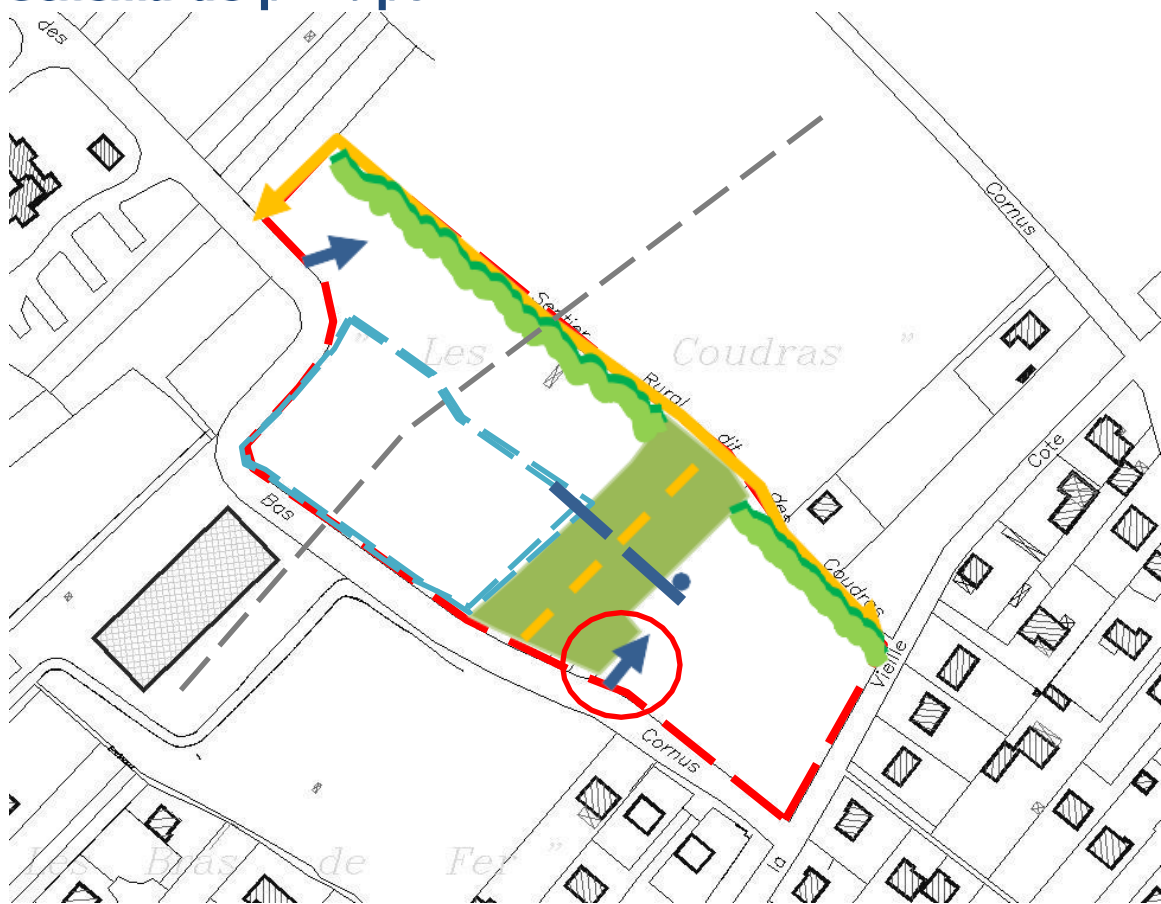 des
Cornus
Sentier
Rural
dit
des
Coudras
" Les Coudras "
Cote
Vieille
la
Bas
Cornus
Les Bras de Fer "